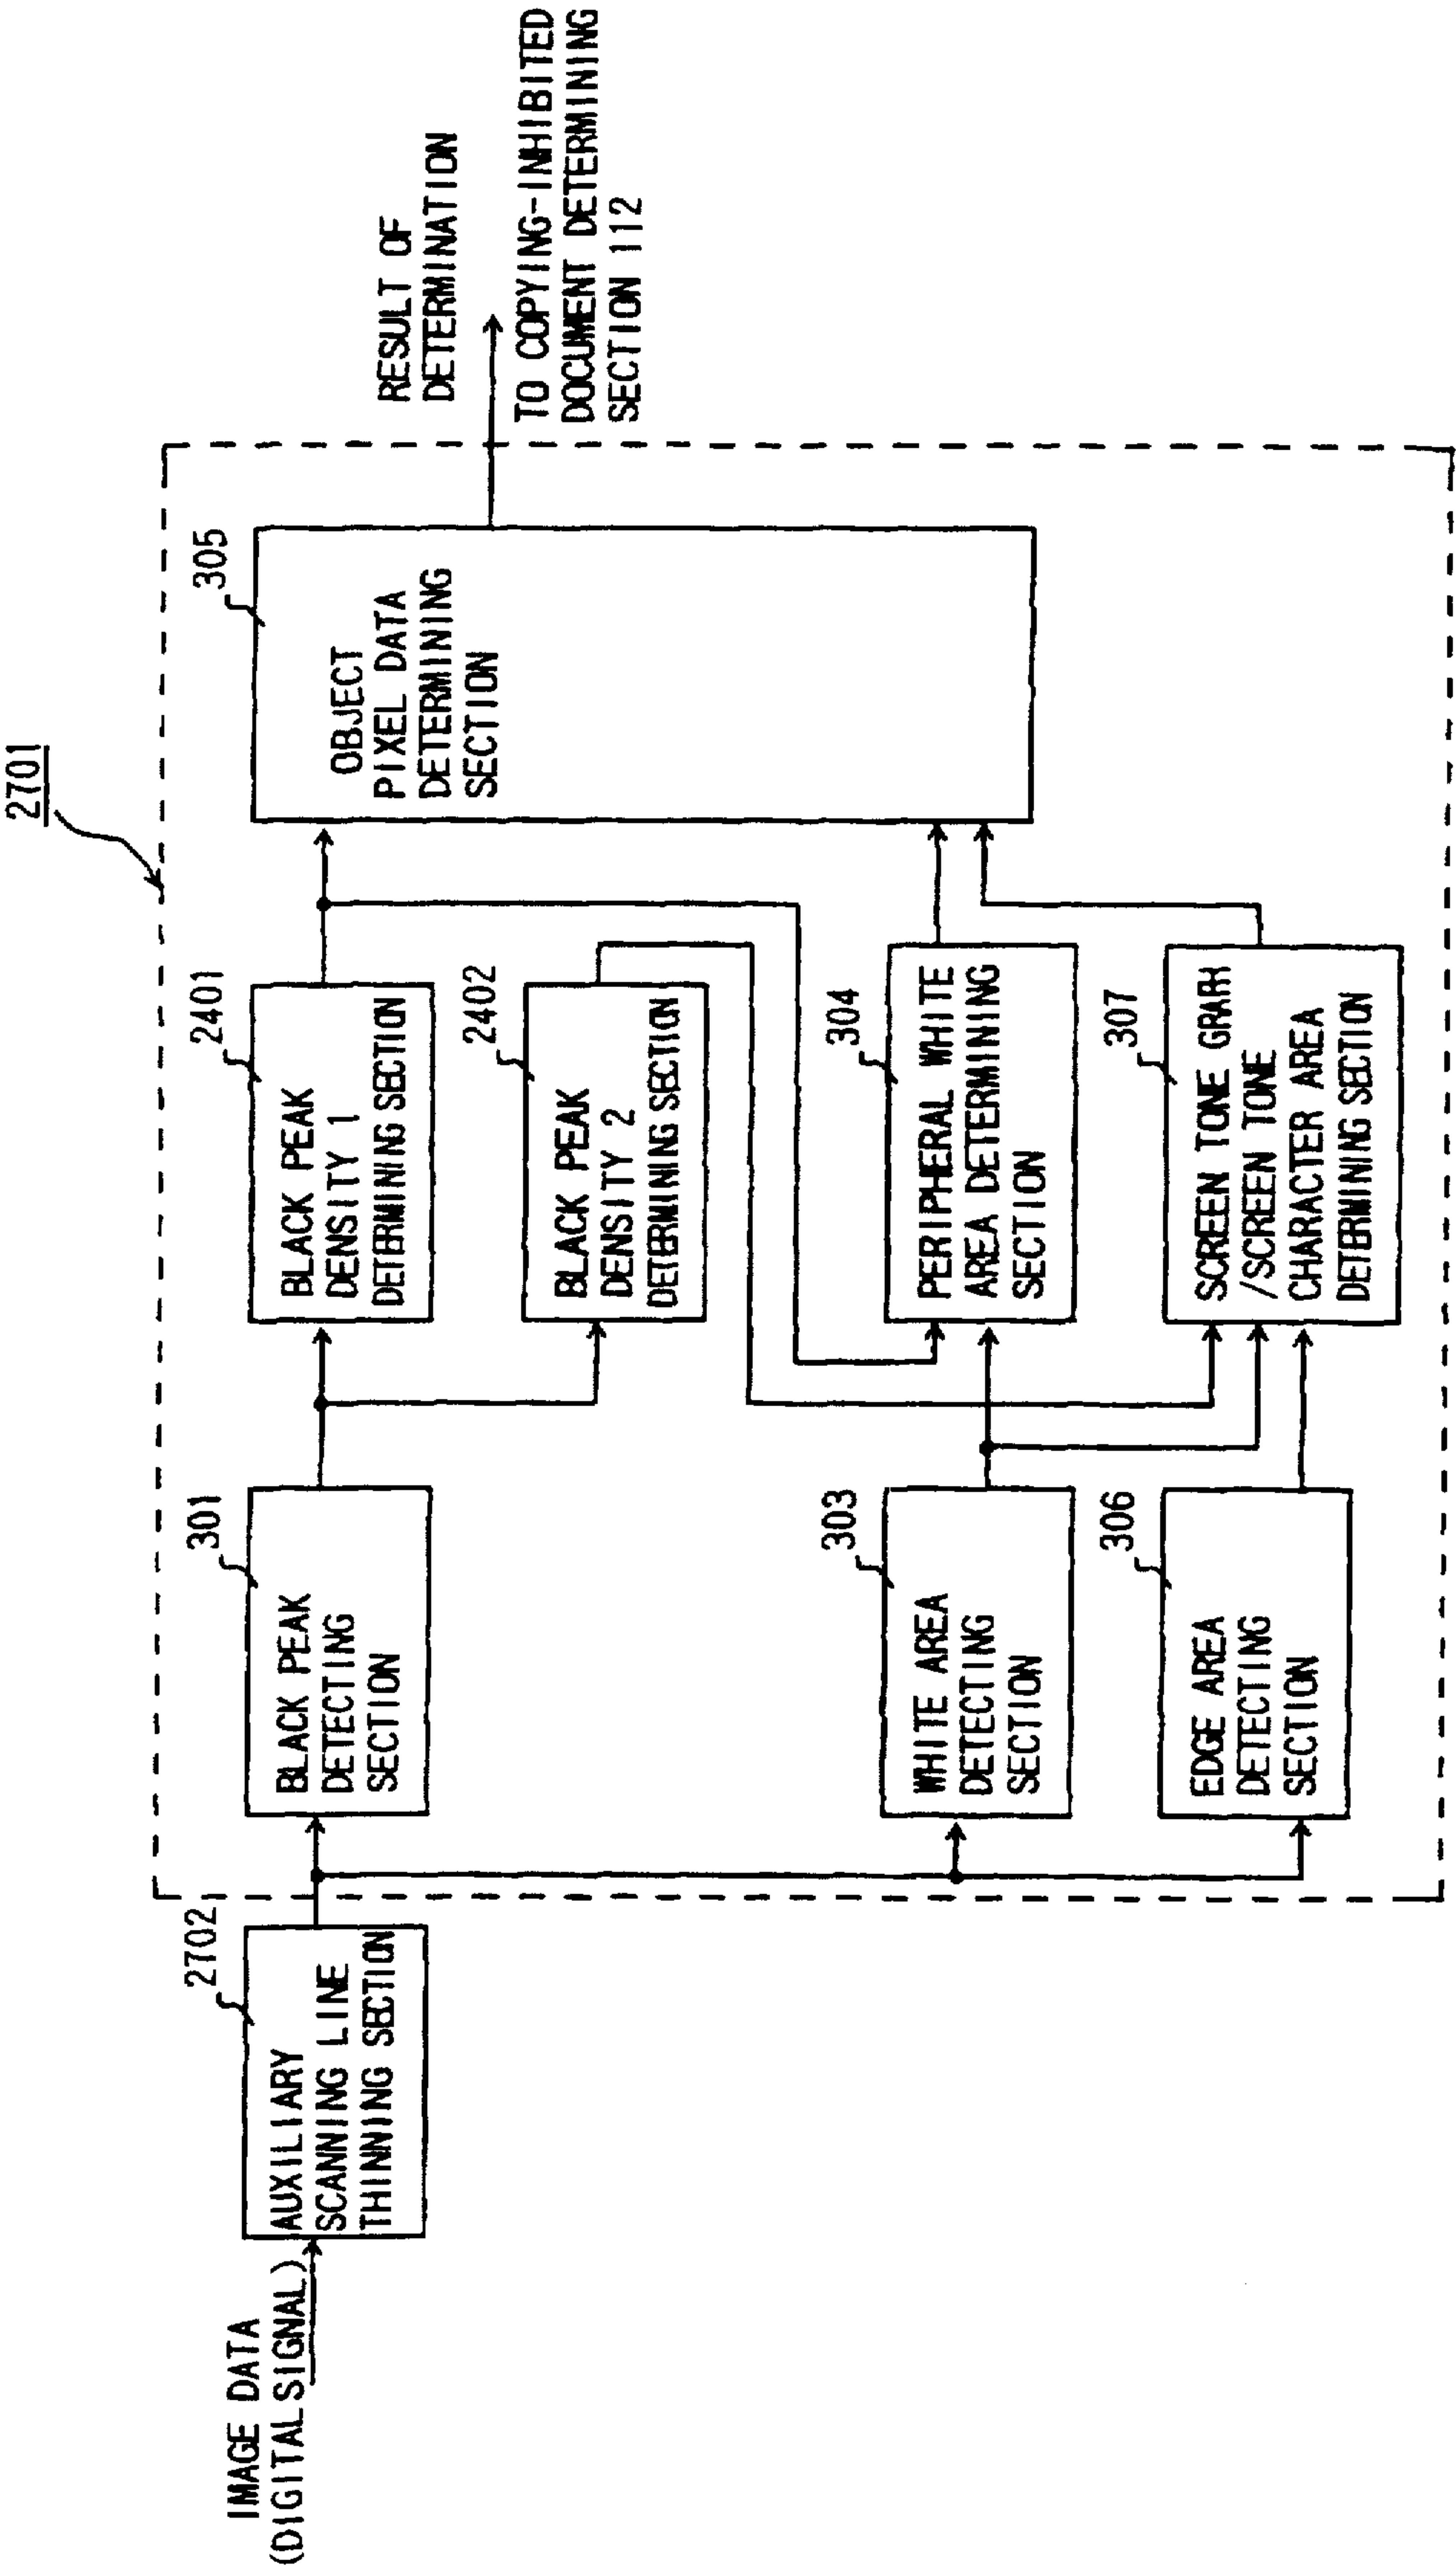 2701
IMAGE DATA
(DIGITAL SIGNAL)
2702
AUXILIARY
SCANNING LINE
THINNING SECTION
301
BLACK PEAK
DETECTING
SECTION
2401
BLACK PEAK
DENSITY 1
DETERMINING SECTION
2402
BLACK PEAK
DENSITY 2
DETERMINING SECTION
303
WHITE AREA
DETECTING
SECTION
304
PERIPHERAL WHITE
AREA DETERMINING
SECTION
306
EDGE AREA
DETECTING
SECTION
307
SCREEN TONE GRAH
/SCREEN TONE
CHARACTER AREA
DETERMINING SECTION
305
OBJECT
PIXEL DATA
DETERMINING
SECTION
RESULT OF
DETERMINATION
TO COPYING-INHIBITED
DOCUMENT DETERMINING
SECTION 112